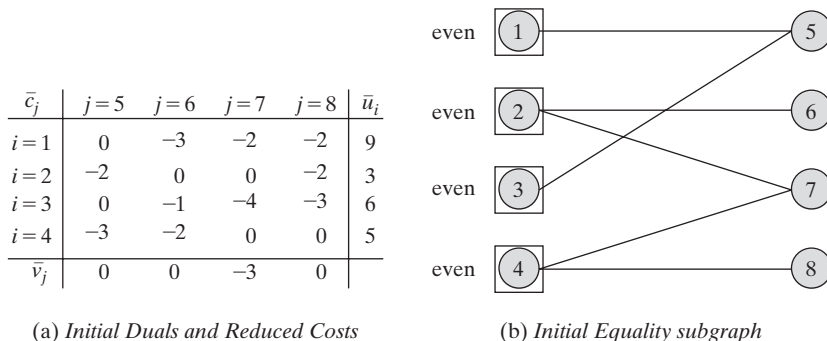 c̄j j = 5 j = 6 j = 7 j = 8 ūi
i = 1 0 −3 −2 −2 9
i = 2 −2 0 0 −2 3
i = 3 0 −1 −4 −3 6
i = 4 −3 −2 0 0 5
v̄j 0 0 −3 0
(a) Initial Duals and Reduced Costs
even 1 5
even 2 6
even 3 7
even 4 8
(b) Initial Equality subgraph